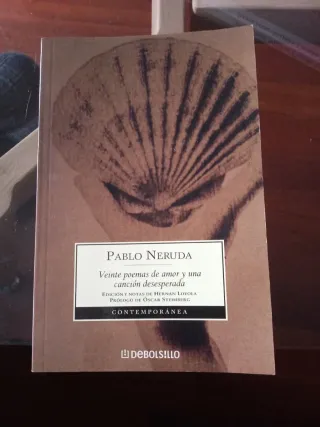 PABLO NERUDA
Veinte poemas de amor y una
canción desesperada
EDICIÓN Y NOTAS DE HERNÁN LOYOLA
PRÓLOGO DE ÓSCAR STEIMBERG
CONTEMPORÁNEA
DEBOLSILLO